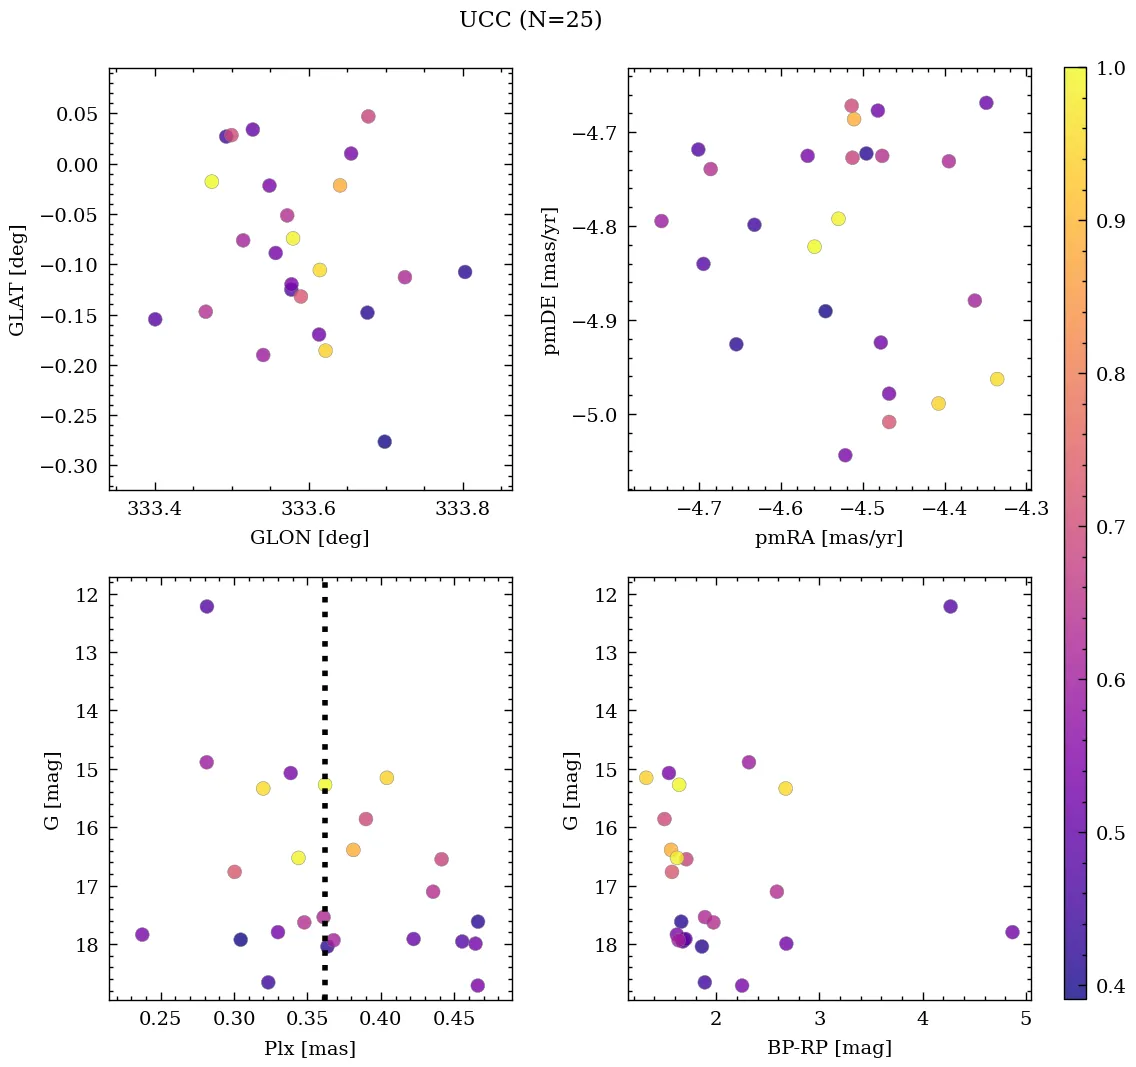 UCC (N=25)
0.05
0.00
−0.05
−0.10
−0.15
−0.20
−0.25
−0.30
GLAT [deg]
333.4 333.6 333.8
GLON [deg]
−4.7
−4.8
−4.9
−5.0
pmDE [mas/yr]
−4.7 −4.6 −4.5 −4.4 −4.3
pmRA [mas/yr]
12
13
14
15
16
17
18
G [mag]
0.25 0.30 0.35 0.40 0.45
Plx [mas]
12
13
14
15
16
17
18
G [mag]
2 3 4 5
BP-RP [mag]
1.0
0.9
0.8
0.7
0.6
0.5
0.4